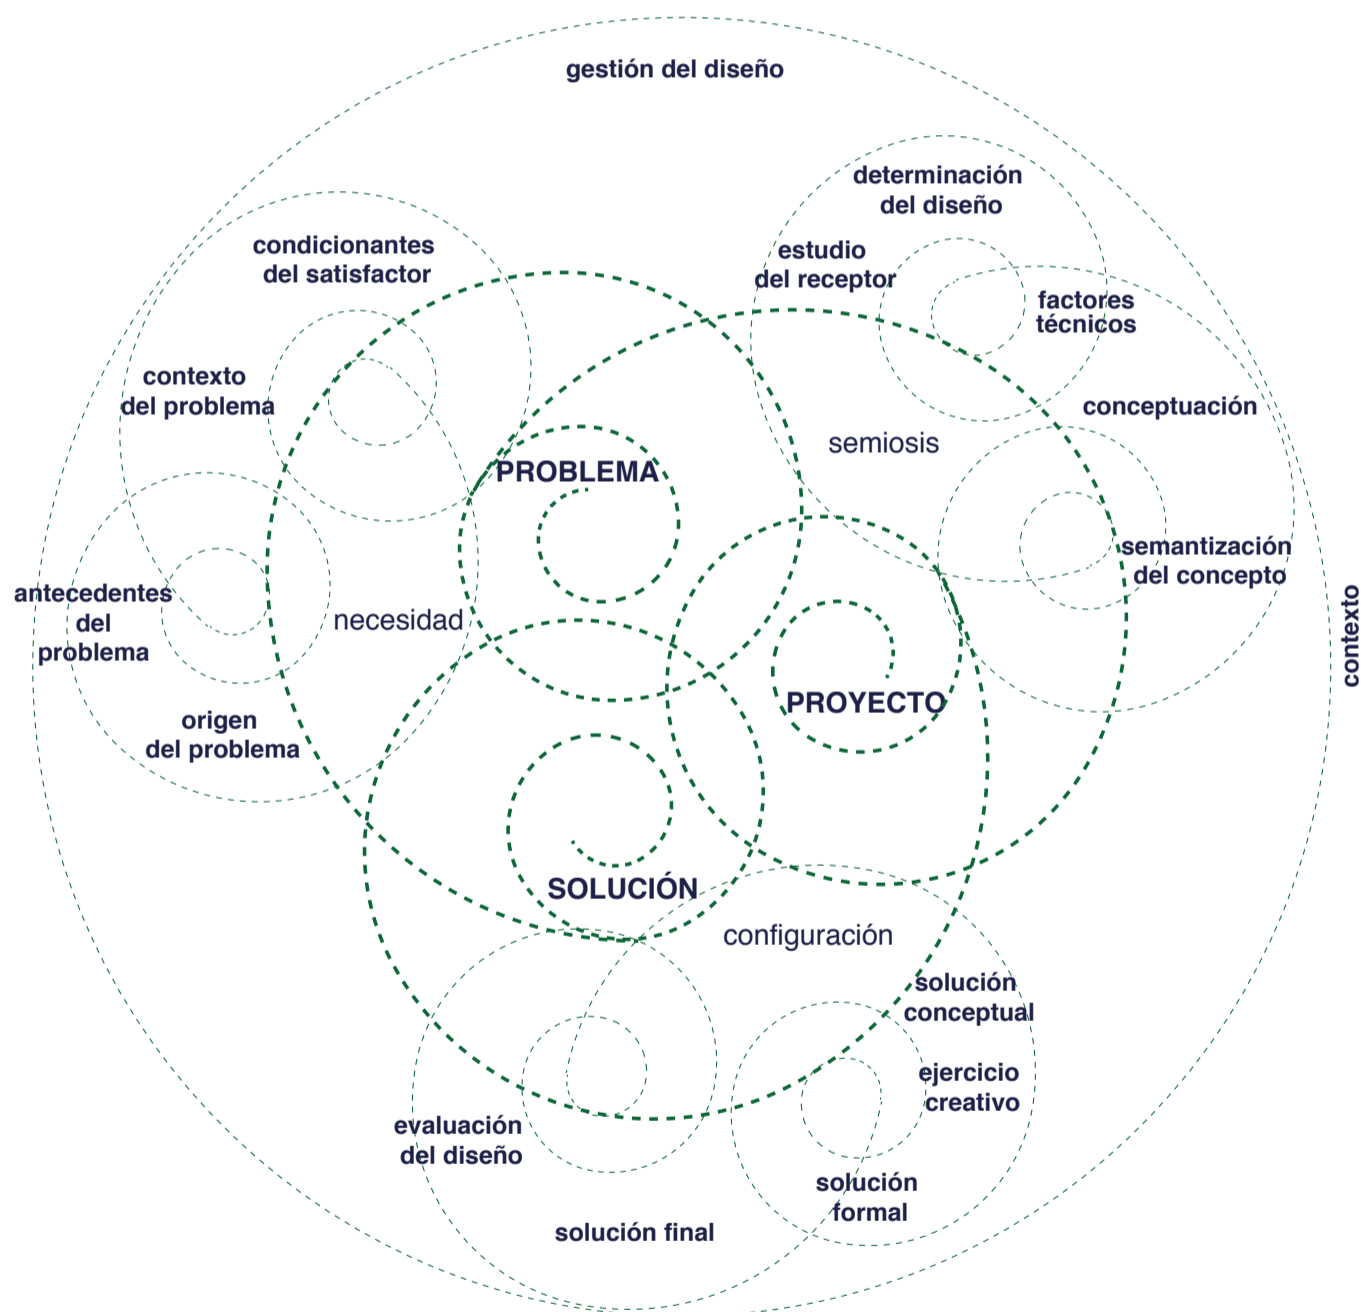 gestión del diseño
determinación
del diseño
estudio
del receptor
condicionantes
del satisfactor
factores
técnicos
contexto
del problema
conceptuación
semiosis
PROBLEMA
semantización
del concepto
antecedentes
del
problema
necesidad
contexto
PROYECTO
origen
del problema
SOLUCIÓN
configuración
solución
conceptual
ejercicio
creativo
evaluación
del diseño
solución
formal
solución final